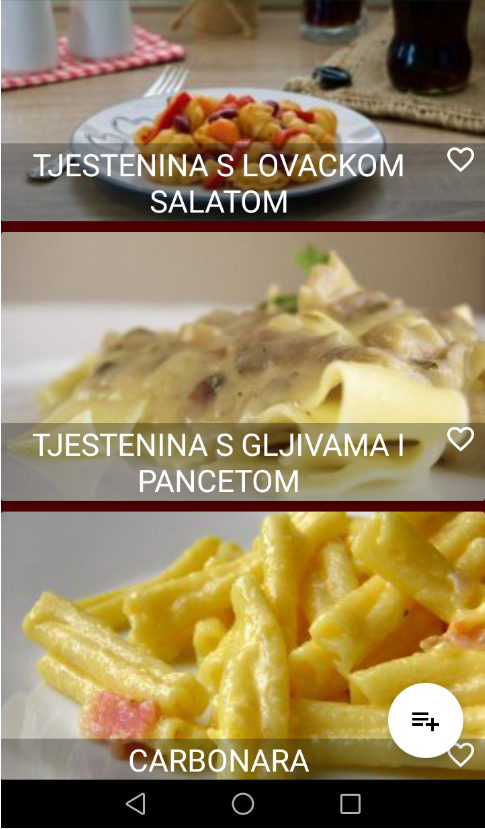 TJESTENINA S LOVACKOM
SALATOM
TJESTENINA S GLJIVAMA I
PANCETOM
CARBONARA